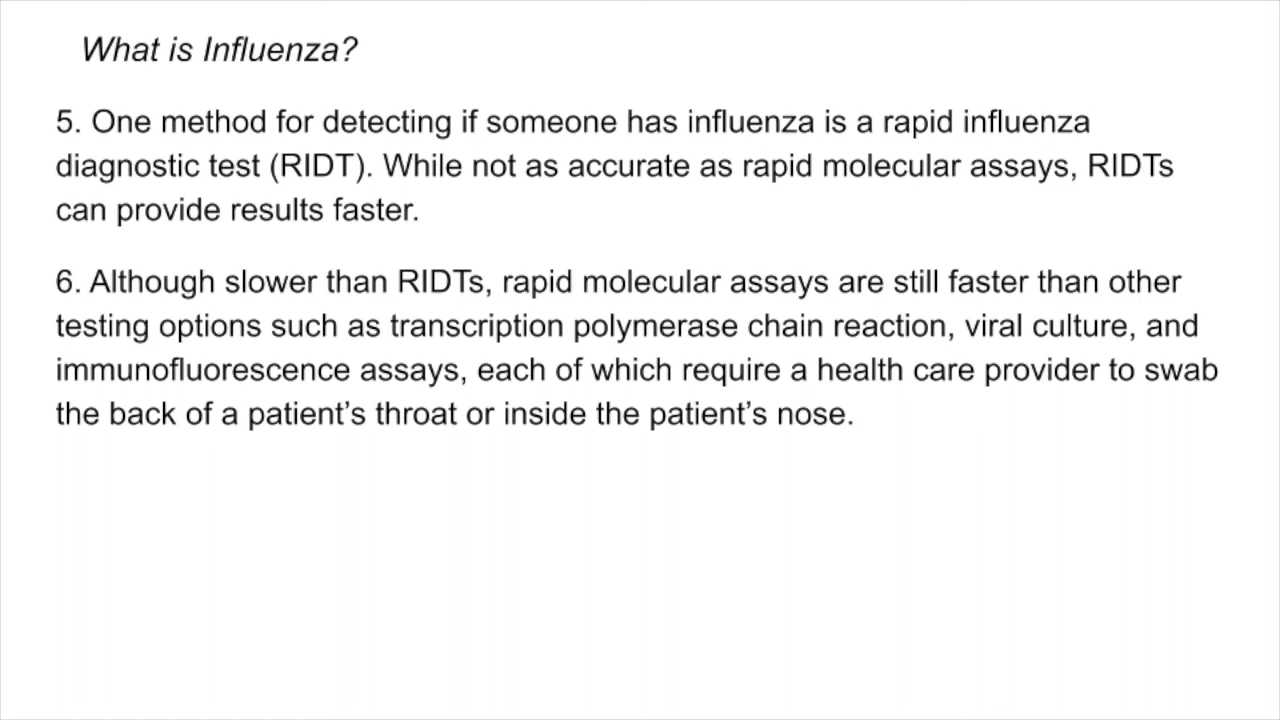 What is Influenza?
5. One method for detecting if someone has influenza is a rapid influenza
diagnostic test (RIDT). While not as accurate as rapid molecular assays, RIDTs
can provide results faster.
6. Although slower than RIDTs, rapid molecular assays are still faster than other
testing options such as transcription polymerase chain reaction, viral culture, and
immunofluorescence assays, each of which require a health care provider to swab
the back of a patient’s throat or inside the patient’s nose.